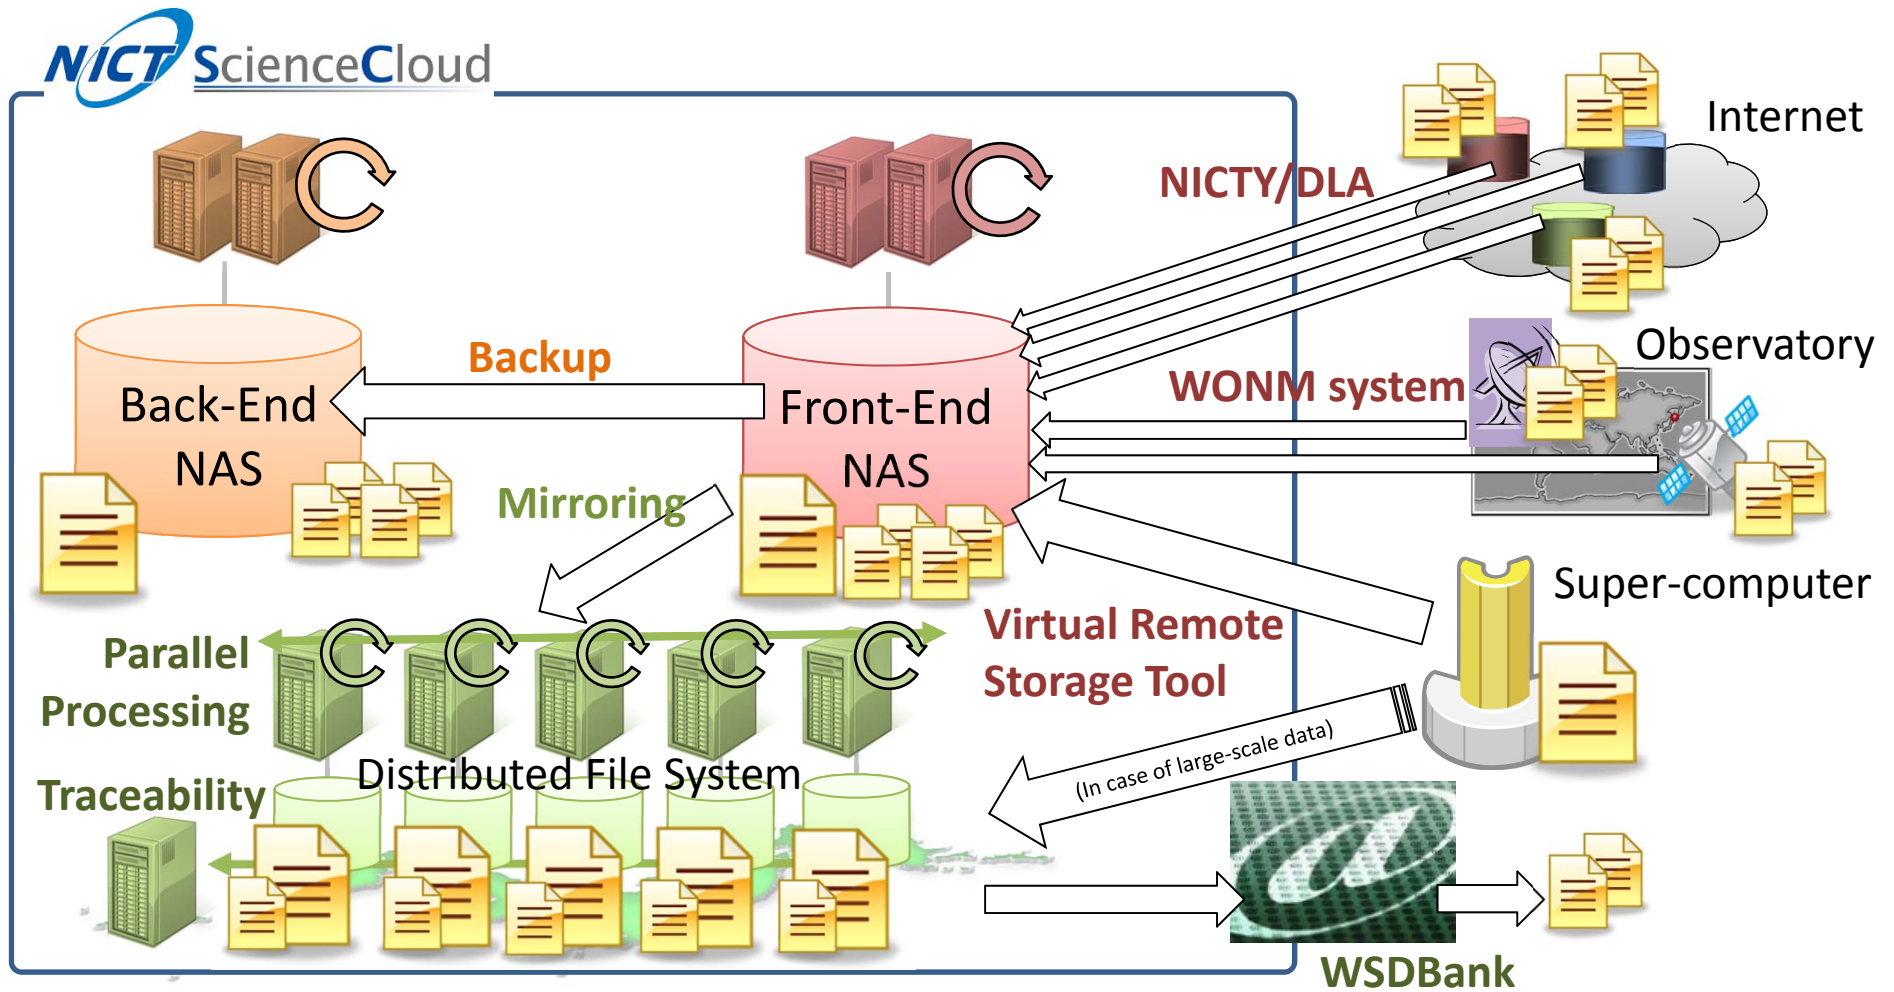 NICT ScienceCloud
Internet
NICTY/DLA
Observatory
Backup
WONM system
Back-End
NAS
Front-End
NAS
Mirroring
Super-computer
Virtual Remote
Storage Tool
Parallel
Processing
(In case of large-scale data)
Distributed File System
Traceability
WSDBank